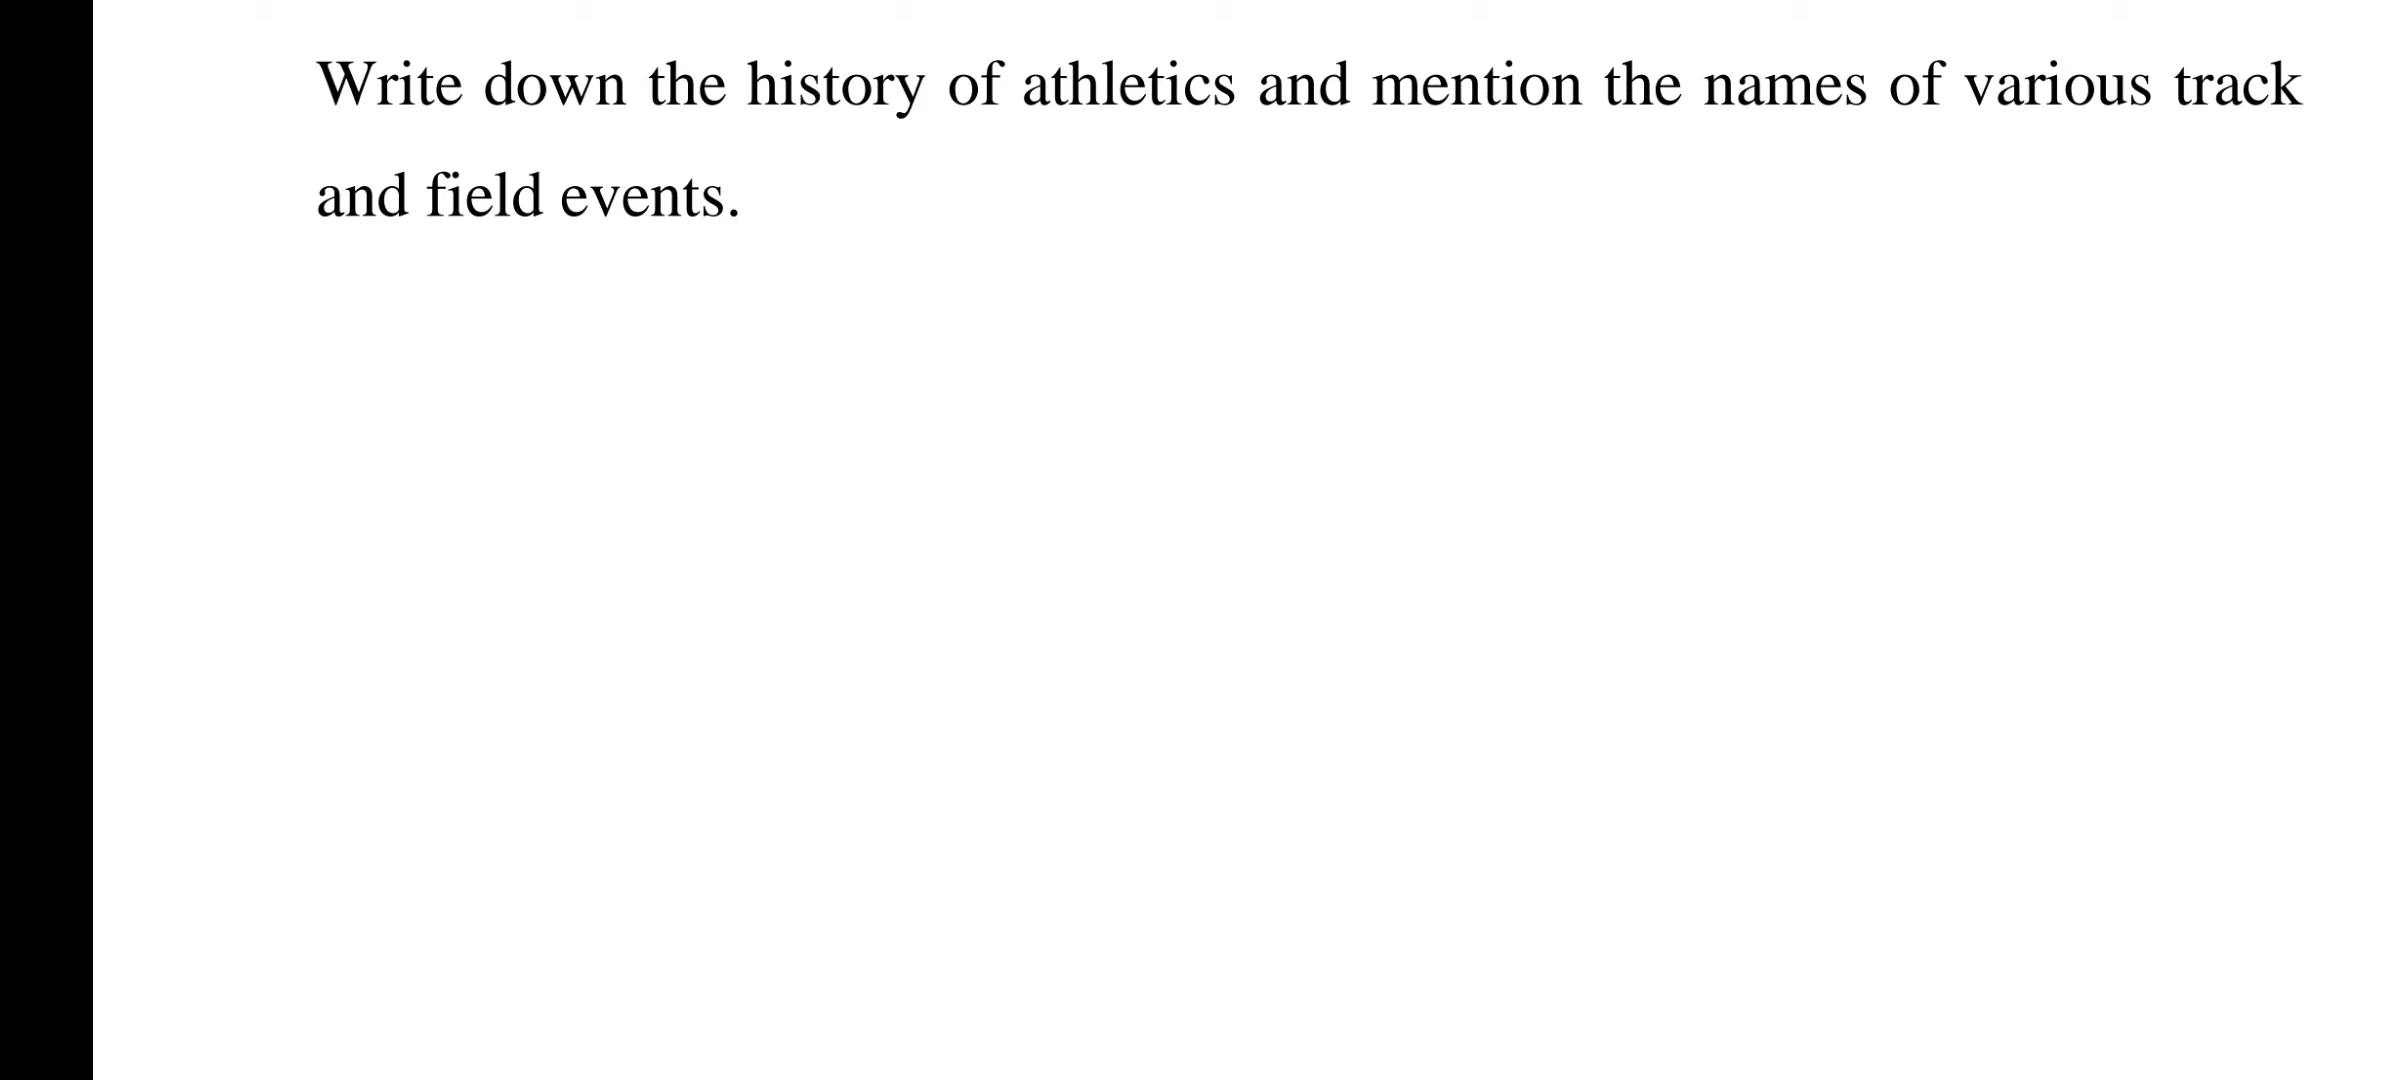 Write down the history of athletics and mention the names of various track
and field events.